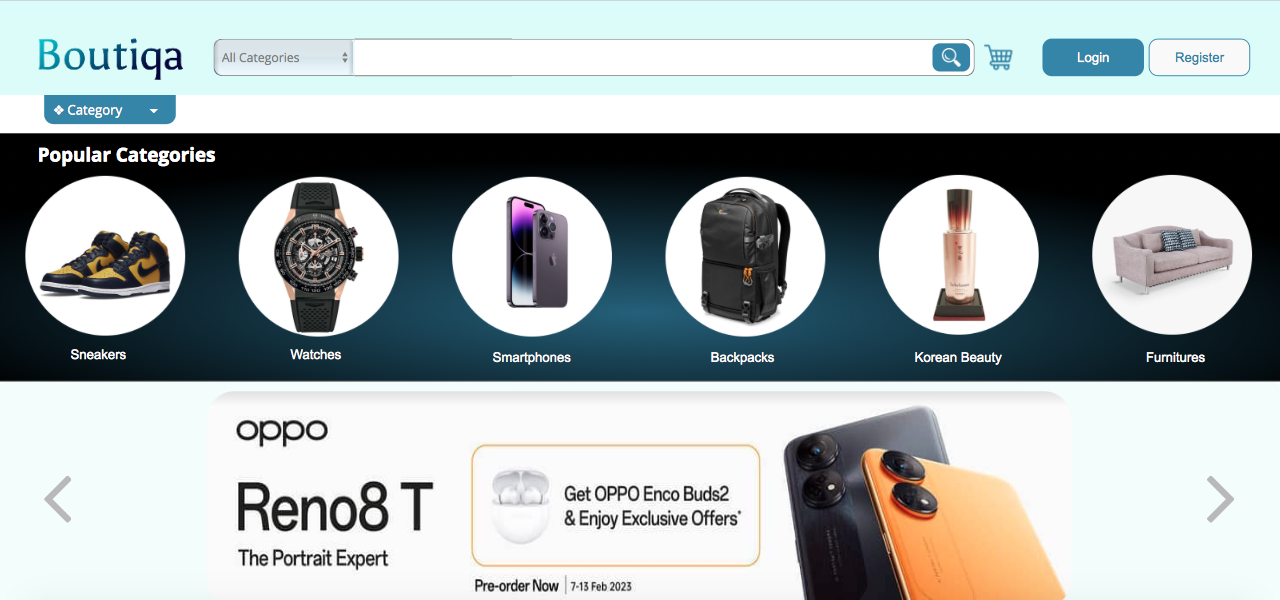 Boutiqa
All Categories
Login
Register
❖ Category
Popular Categories
Sneakers
Watches
Smartphones
Backpacks
Korean Beauty
Furnitures
oppo
Reno8 T
The Portrait Expert
Get OPPO Enco Buds2
& Enjoy Exclusive Offers*
Pre-order Now | 7-13 Feb 2023